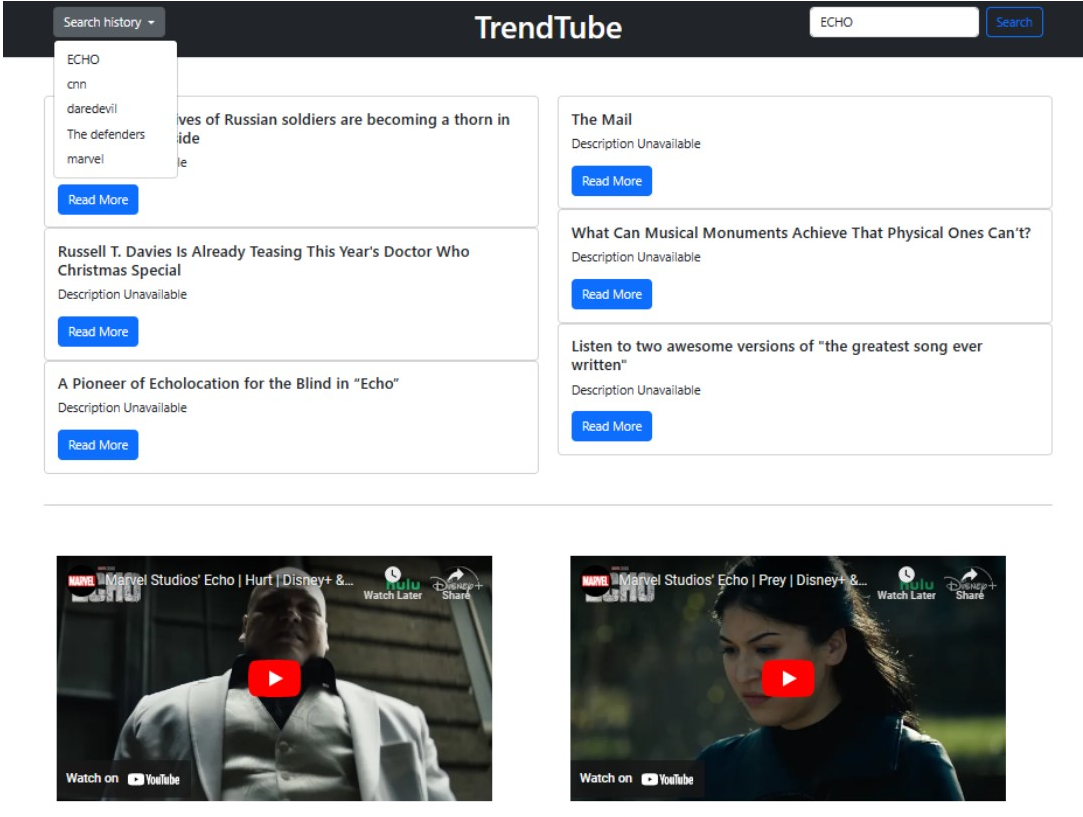 Search history
TrendTube
ECHO
Search
ECHO
cnn
daredevil
The defenders
marvel
ves of Russian soldiers are becoming a thorn in
ide
le
Read More
Russell T. Davies Is Already Teasing This Year's Doctor Who
Christmas Special
Description Unavailable
Read More
A Pioneer of Echolocation for the Blind in “Echo”
Description Unavailable
Read More
The Mail
Description Unavailable
Read More
What Can Musical Monuments Achieve That Physical Ones Can’t?
Description Unavailable
Read More
Listen to two awesome versions of "the greatest song ever
written"
Description Unavailable
Read More
MARVEL
Marvel Studios' Echo | Hurt | Disney+ &...
ECHO
hulu
Disney+
Watch Later
Share
Watch on YouTube
MARVEL
Marvel Studios' Echo | Prey | Disney+ &...
ECHO
hulu
Disney+
Watch Later
Share
Watch on YouTube